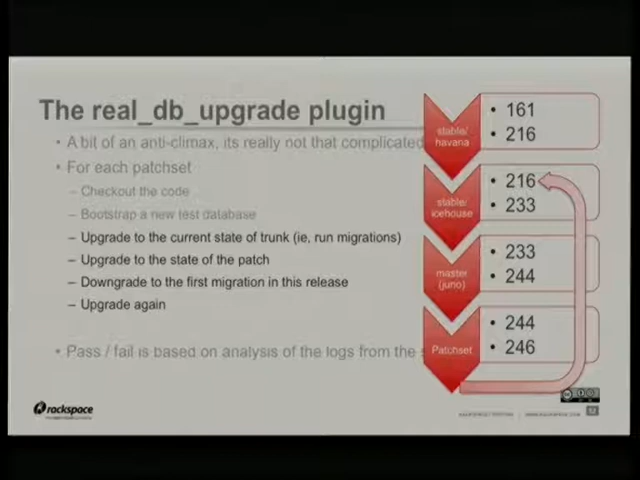 The real_db_upgrade plugin
• A bit of an anti-climax, its really not that complicated
• For each patchset
– Checkout the code
– Bootstrap a new test database
– Upgrade to the current state of trunk (ie, run migrations)
– Upgrade to the state of the patch
– Downgrade to the first migration in this release
– Upgrade again
• Pass / fail is based on analysis of the logs from the
stable/
havana
• 161
• 216
stable/
icehouse
• 216
• 233
master
(juno)
• 233
• 244
Patchset
• 244
• 246
rackspace
52